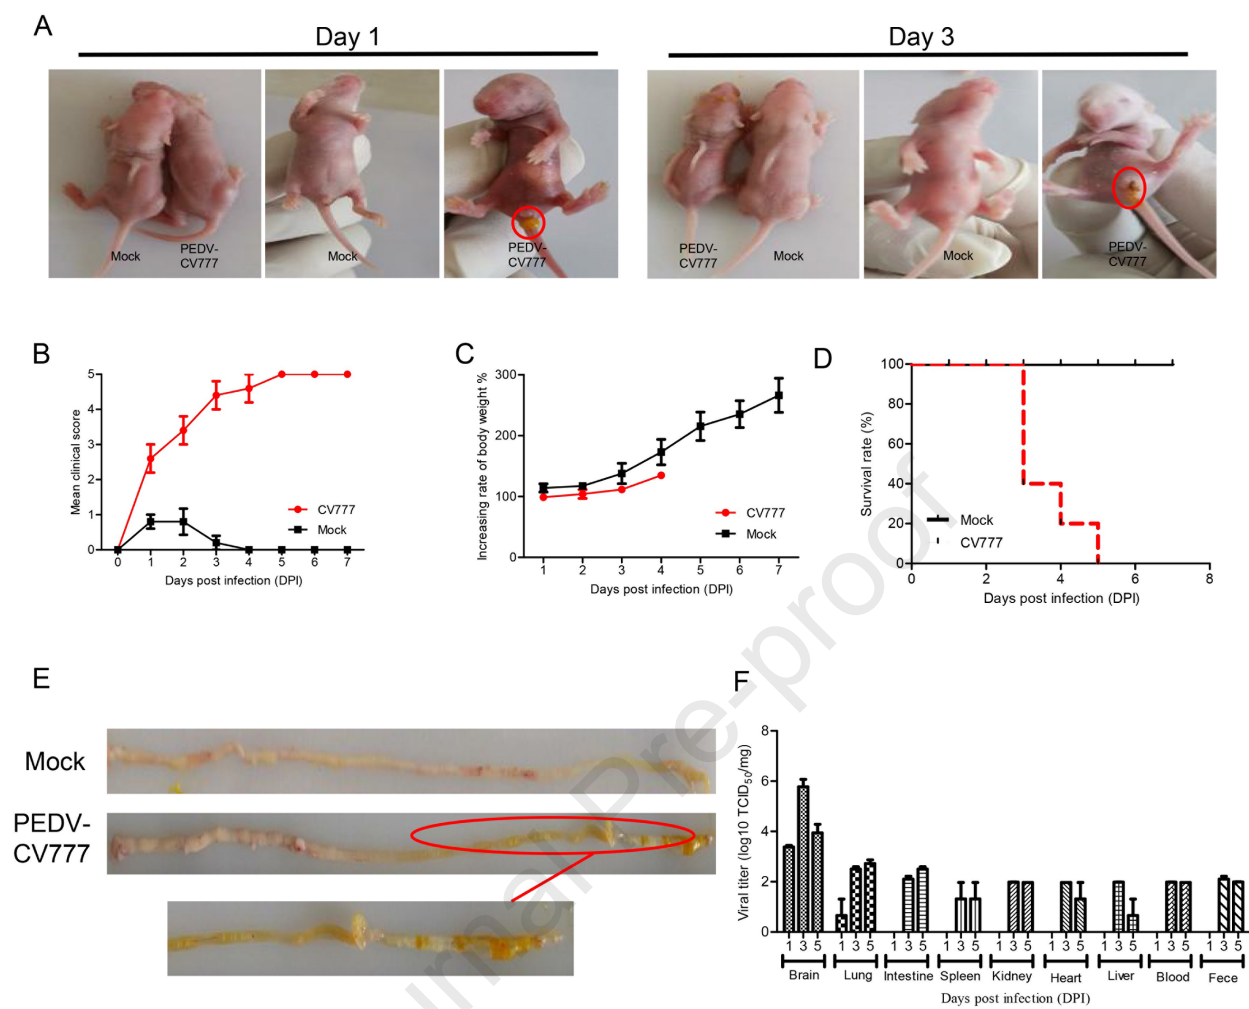 A
Day 1
Day 3
Mock
PEDV-
CV777
Mock
PEDV-
CV777
PEDV-
CV777
Mock
Mock
PEDV-
CV777
B
Mean clinical score
5
4
3
2
1
0
CV777
Mock
0 1 2 3 4 5 6 7
Days post infection (DPI)
C
Increasing rate of body weight %
300
200
100
0
CV777
Mock
1 2 3 4 5 6 7
Days post infection (DPI)
D
Survival rate (%)
100
80
60
40
20
0
Mock
CV777
0 2 4 6 8
Days post infection (DPI)
E
Mock
PEDV-
CV777
F
Viral titer (log10 TCID50/mg)
8
6
4
2
0
1 3 5 1 3 5 1 3 5 1 3 5 1 3 5 1 3 5 1 3 5 1 3 5 1 3 5
Brain Lung Intestine Spleen Kidney Heart Liver Blood Fece
Days post infection (DPI)
rnal Pre-proof